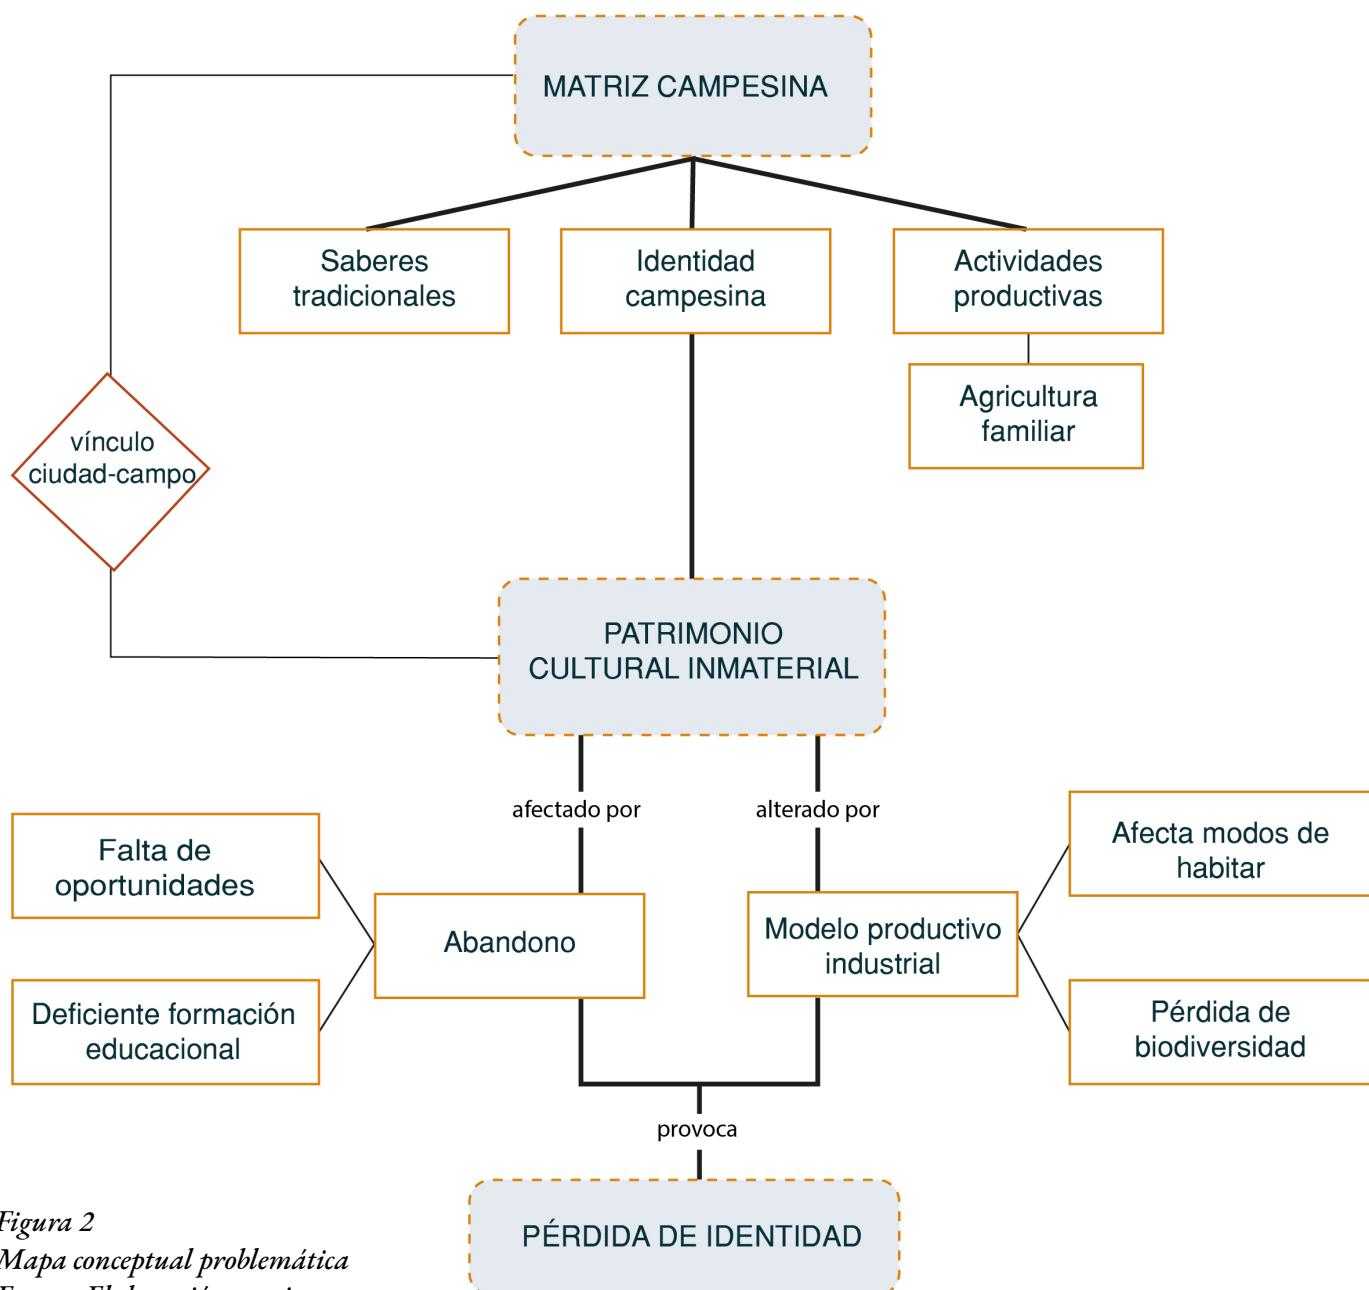 MATRIZ CAMPESINA
Saberes
tradicionales
Identidad
campesina
Actividades
productivas
Agricultura
familiar
vínculo
ciudad-campo
PATRIMONIO
CULTURAL INMATERIAL
afectado por
alterado por
Falta de
oportunidades
Deficiente formación
educacional
Abandono
Modelo productivo
industrial
Afecta modos de
habitar
Pérdida de
biodiversidad
provoca
PÉRDIDA DE IDENTIDAD
Figura 2
Mapa conceptual problemática